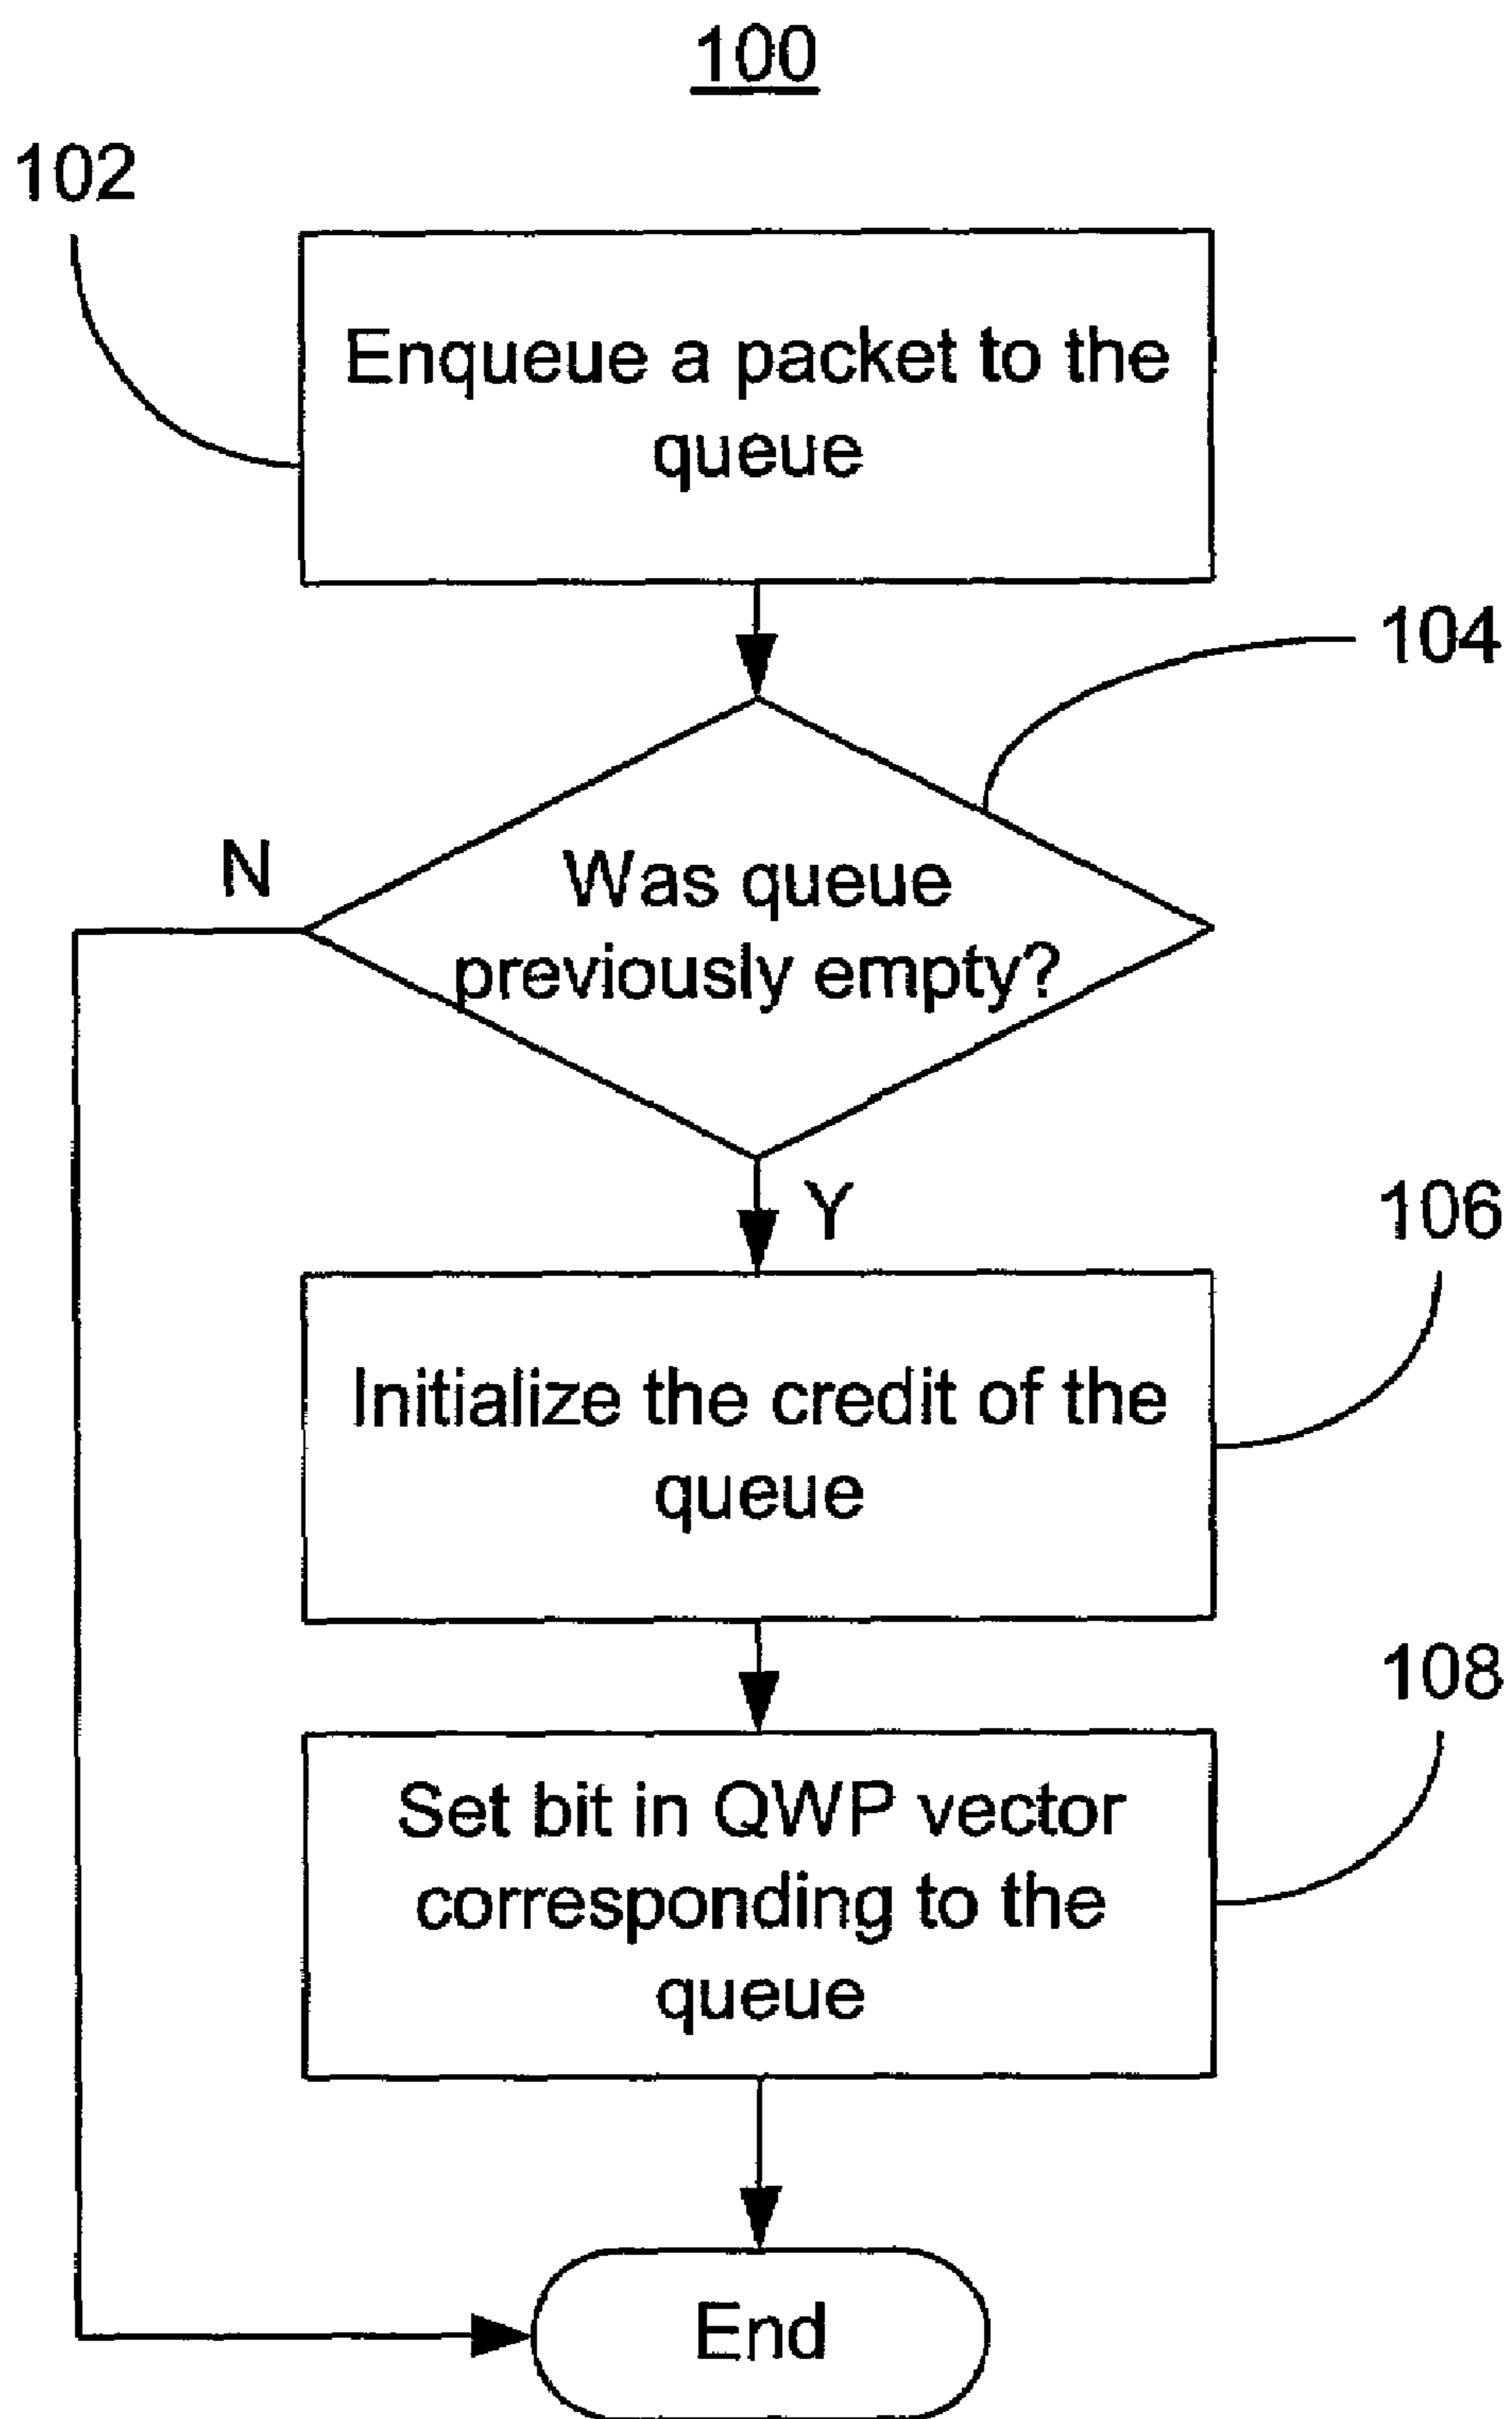 100
102
Enqueue a packet to the
queue
104
N
Was queue
previously empty?
Y
106
Initialize the credit of the
queue
108
Set bit in QWP vector
corresponding to the
queue
End